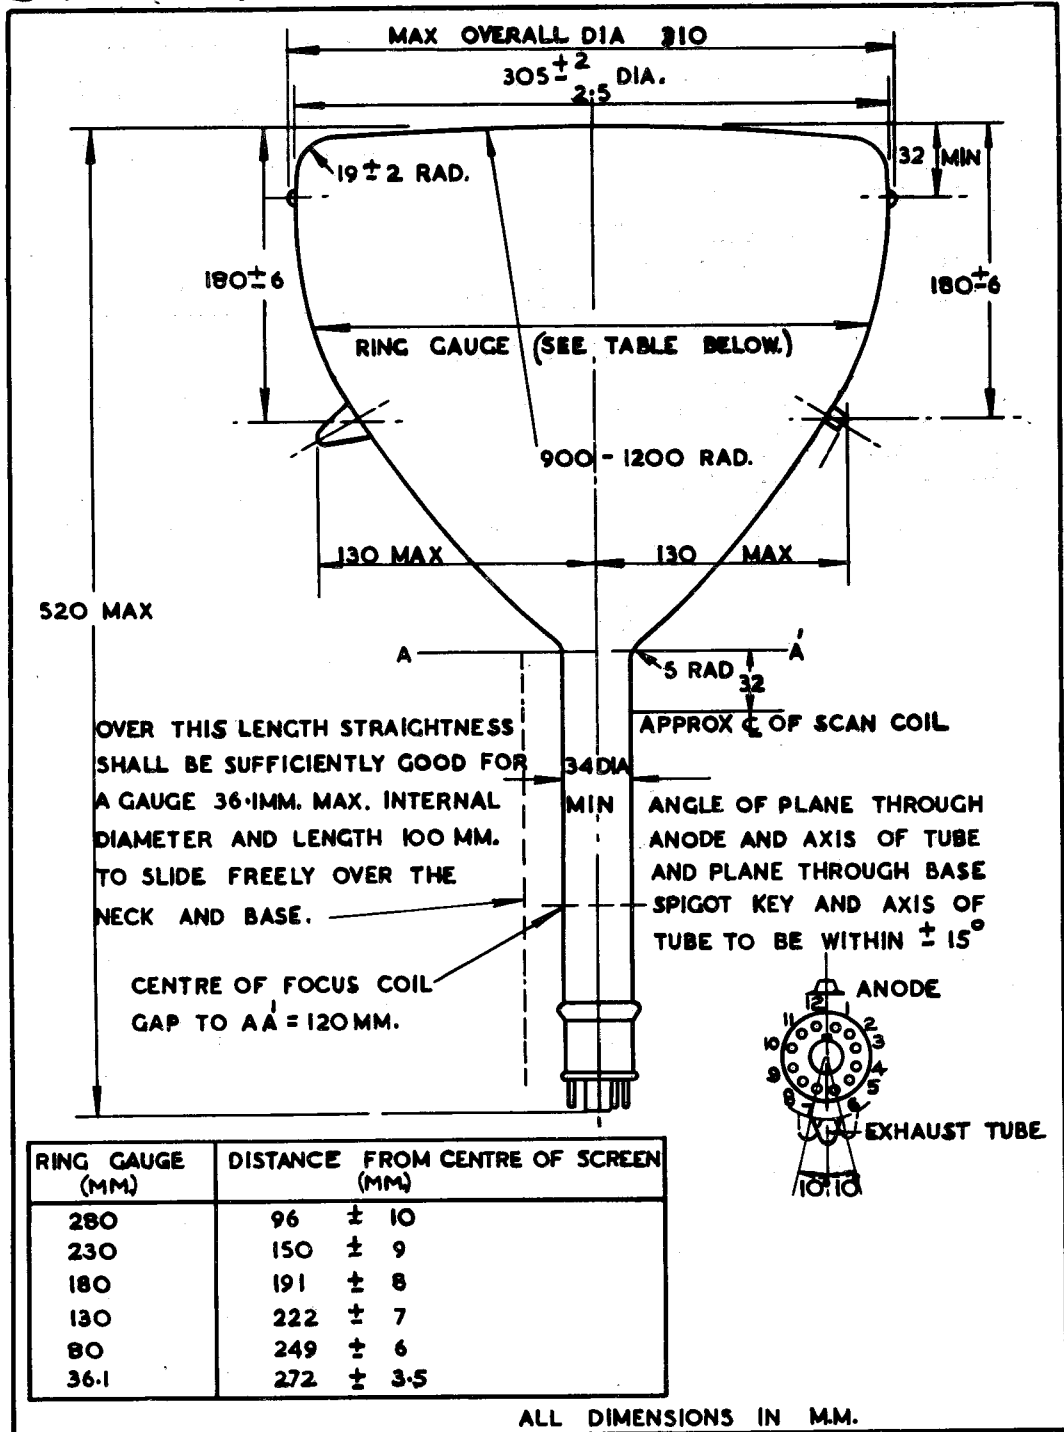 MAX OVERALL DIA 310
305 ± 2 DIA.
2·5
32 MIN
19 ± 2 RAD.
180 ± 6
180 ± 6
RING GAUGE (SEE TABLE BELOW.)
900 - 1200 RAD.
130 MAX
130 MAX
520 MAX
A
A'
5 RAD
32
APPROX ℄ OF SCAN COIL
OVER THIS LENGTH STRAIGHTNESS
SHALL BE SUFFICIENTLY GOOD FOR
A GAUGE 36·1MM. MAX. INTERNAL
DIAMETER AND LENGTH 100 MM.
TO SLIDE FREELY OVER THE
NECK AND BASE.
34 DIA
MIN
ANGLE OF PLANE THROUGH
ANODE AND AXIS OF TUBE
AND PLANE THROUGH BASE
SPIGOT KEY AND AXIS OF
TUBE TO BE WITHIN ± 15°
CENTRE OF FOCUS COIL
GAP TO AA' = 120MM.
ANODE
12
1
11
2
10
3
9
4
8
5
7
6
EXHAUST TUBE
10° 10°
RING GAUGE (MM.)
DISTANCE FROM CENTRE OF SCREEN (MM.)
280 96 ± 10
230 150 ± 9
180 191 ± 8
130 222 ± 7
80 249 ± 6
36·1 272 ± 3·5
ALL DIMENSIONS IN M.M.